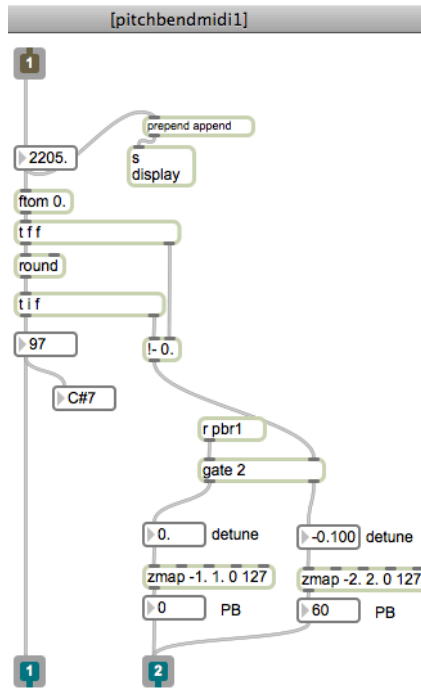 [pitchbendmidi1]
1
prepend append
2205.
s
display
ftom 0.
t f f
round
t i f
97
!- 0.
C#7
r pbr1
gate 2
0.
detune
-0.100
detune
zmap -1. 1. 0 127
zmap -2. 2. 0 127
0
PB
60
PB
1
2